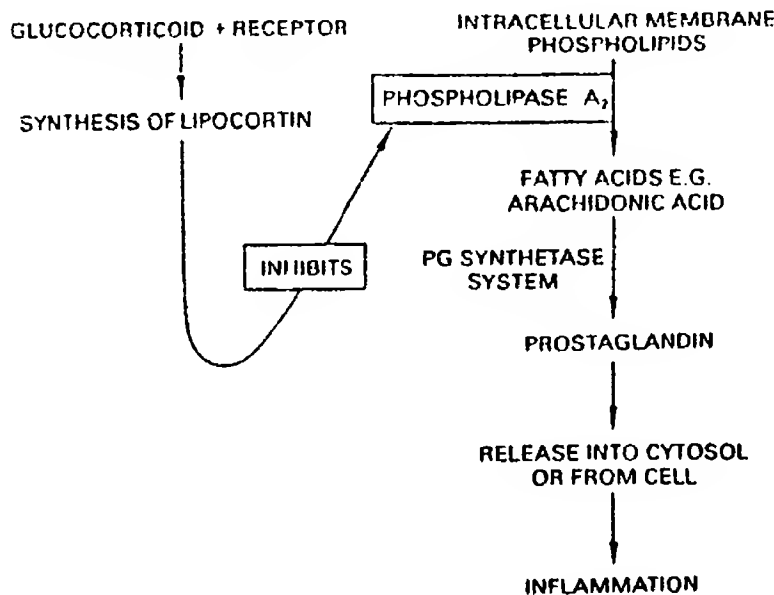 GLUCOCORTICOID + RECEPTOR
SYNTHESIS OF LIPOCORTIN
INHIBITS
INTRACELLULAR MEMBRANE
PHOSPHOLIPIDS
PHOSPHOLIPASE A₂
FATTY ACIDS E.G.
ARACHIDONIC ACID
PG SYNTHETASE
SYSTEM
PROSTAGLANDIN
RELEASE INTO CYTOSOL
OR FROM CELL
INFLAMMATION